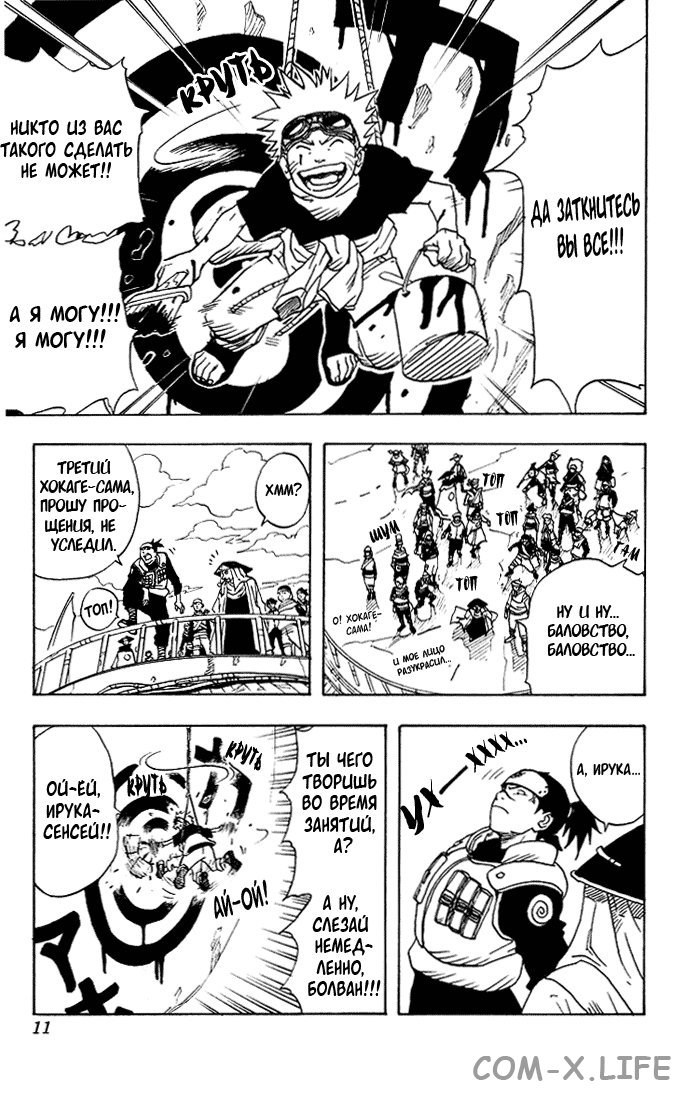 КРУТЬ
ДА ЗАТКНИТЕСЬ
ВЫ ВСЕ!!!
НИКТО ИЗ ВАС
ТАКОГО СДЕЛАТЬ
НЕ МОЖЕТ!!
А Я МОГУ!!!
Я МОГУ!!!
ШУМ
ТОП
ТОП
ТОП
ГАМ
НУ И НУ...
БАЛОВСТВО,
БАЛОВСТВО...
О! ХОКАГЕ-
САМА!
И МОЕ ЛИЦО
РАЗУКРАСИЛ...
ХММ?
ТРЕТИЙ
ХОКАГЕ-САМА,
ПРОШУ ПРО-
ЩЕНИЯ, НЕ
УСЛЕДИЛ.
ТОП!
А, ИРУКА...
УХ—ХХХХ...
ТЫ ЧЕГО
ТВОРИШЬ
ВО ВРЕМЯ
ЗАНЯТИЙ,
А?
А НУ,
СЛЕЗАЙ
НЕМЕД-
ЛЕННО,
БОЛВАН!!!
КРУТЬ
КРУТЬ
ОЙ-ЁЙ,
ИРУКА-
СЕНСЕЙ!!
АЙ-ОЙ!
11
COM-X.LIFE